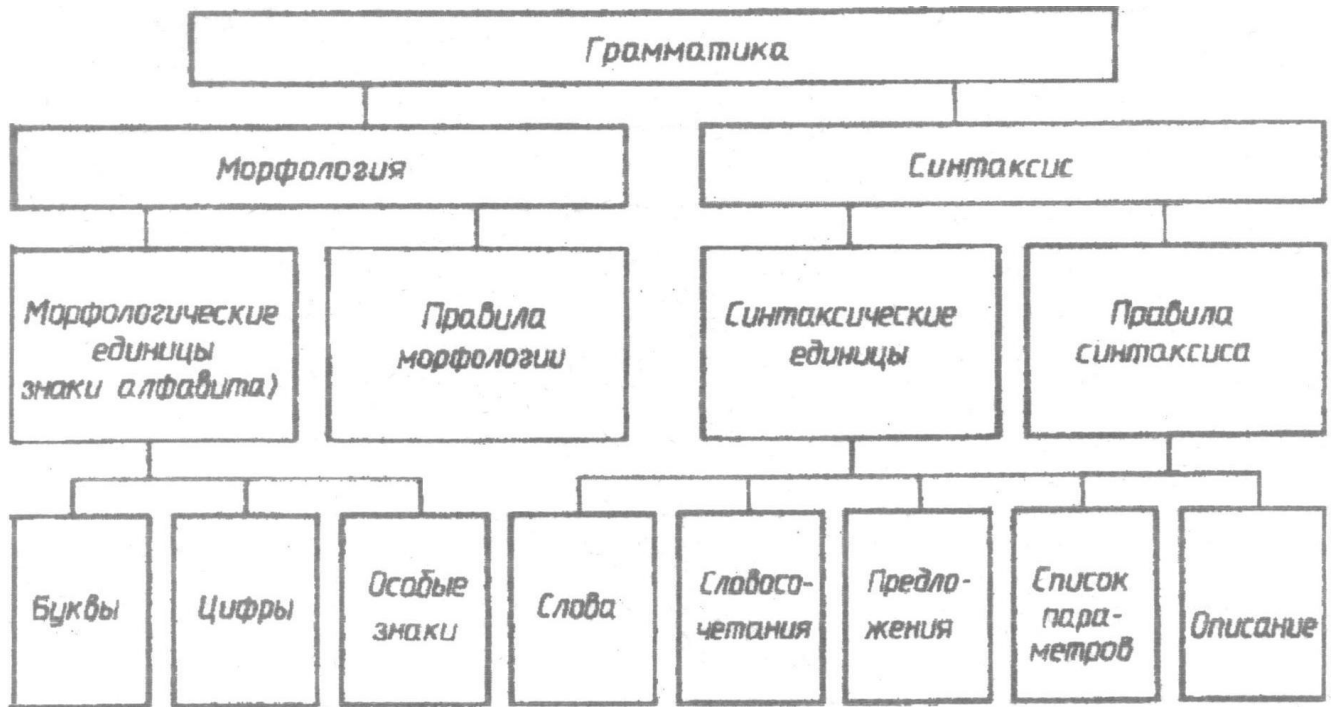 Грамматика
Морфология
Синтаксис
Морфологические
единицы
знаки алфавита)
Правила
морфологии
Синтаксические
единицы
Правила
синтаксиса
Буквы
Цифры
Особые
знаки
Слова
Словосо-
четания
Предло-
жения
Список
пара-
метров
Описание